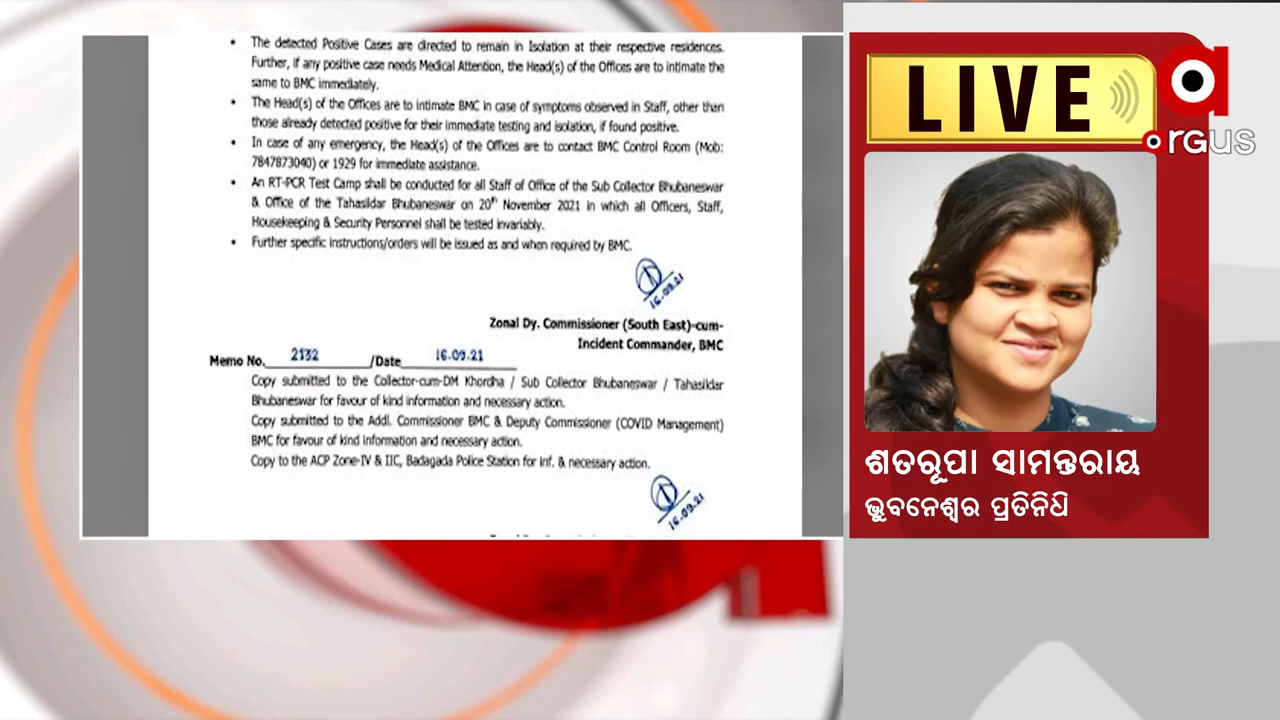 • The detected Positive Cases are directed to remain in Isolation at their respective residences.
Further, if any positive case needs Medical Attention, the Head(s) of the Offices are to intimate the
same to BMC immediately.
• The Head(s) of the Offices are to intimate BMC in case of symptoms observed in Staff, other than
those already detected positive for their immediate testing and isolation, if found positive.
• In case of any emergency, the Head(s) of the Offices are to contact BMC Control Room (Mob:
7847873040) or 1929 for immediate assistance.
• An RT-PCR Test Camp shall be conducted for all Staff of Office of the Sub Collector Bhubaneswar
& Office of the Tahasildar Bhubaneswar on 20th November 2021 in which all Officers, Staff,
Housekeeping & Security Personnel shall be tested invariably.
• Further specific instructions/orders will be issued as and when required by BMC.
16.09.21
Zonal Dy. Commissioner (South East)-cum-
Incident Commander, BMC
Memo No. 2132 /Date 16.09.21
Copy submitted to the Collector-cum-DM Khordha / Sub Collector Bhubaneswar / Tahasildar
Bhubaneswar for favour of kind information and necessary action.
Copy submitted to the Addl. Commissioner BMC & Deputy Commissioner (COVID Management)
BMC for favour of kind information and necessary action.
Copy to the ACP Zone-IV & IIC, Badagada Police Station for inf. & necessary action.
16.09.21
LIVE
a
argus
ଶତରୂପା ସାମନ୍ତରାୟ
ଭୁବନେଶ୍ୱର ପ୍ରତିନିଧି